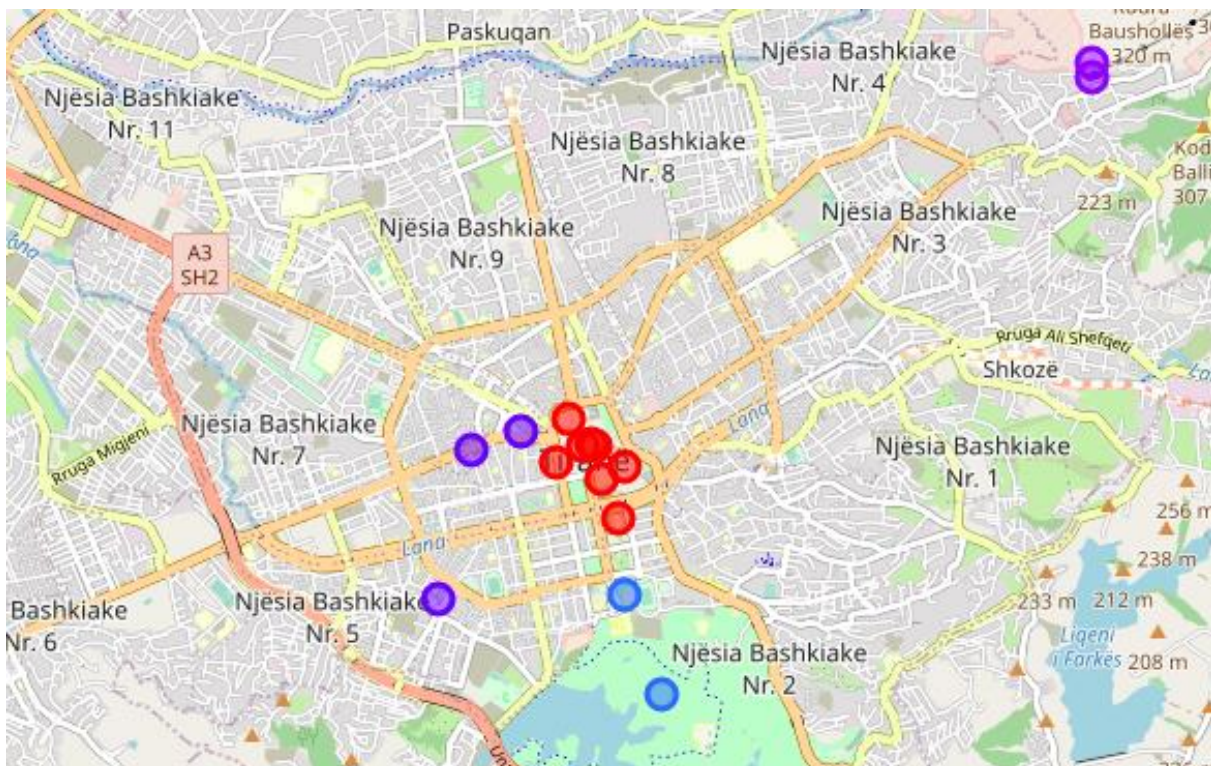 Paskuqan
Kodra
Baushollës
320 m
Njësia Bashkiake
Nr. 4
Njësia Bashkiake
Nr. 11
Njësia Bashkiake
Nr. 8
Kod
Balli
307
223 m
Njësia Bashkiake
Nr. 3
Njësia Bashkiake
Nr. 9
A3
SH2
Rruga Ali Shefqeti
Shkozë
Lana
Njësia Bashkiake
Nr. 7
Rruga Migjeni
Njësia Bashkiake
Nr. 1
256 m
Lana
238 m
Bashkiake
Nr. 6
Njësia Bashkiake
Nr. 5
233 m
212 m
Liqeni
i Farkës
208 m
Njësia Bashkiake
Nr. 2